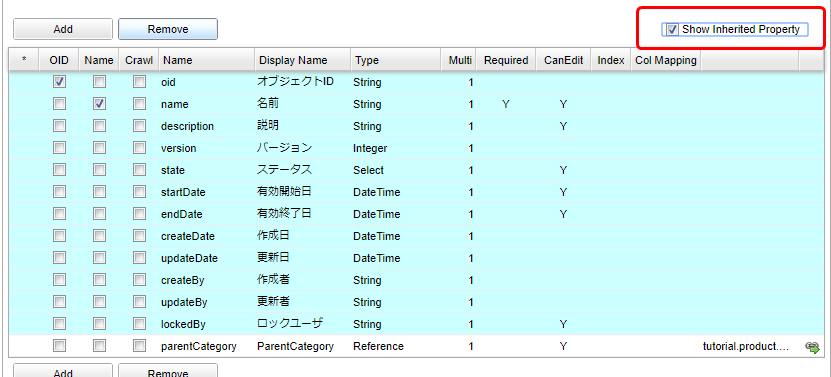 Add Remove Show Inherited Property
* OID Name Crawl Name Display Name Type Multi Required CanEdit Index Col Mapping
oid オブジェクトID String 1
name 名前 String 1 Y Y
description 説明 String 1 Y
version バージョン Integer 1
state ステータス Select 1 Y
startDate 有効開始日 DateTime 1 Y
endDate 有効終了日 DateTime 1 Y
createDate 作成日 DateTime 1
updateDate 更新日 DateTime 1
createBy 作成者 String 1
updateBy 更新者 String 1
lockedBy ロックユーザ String 1 Y
parentCategory ParentCategory Reference 1 Y tutorial.product....
Add Remove